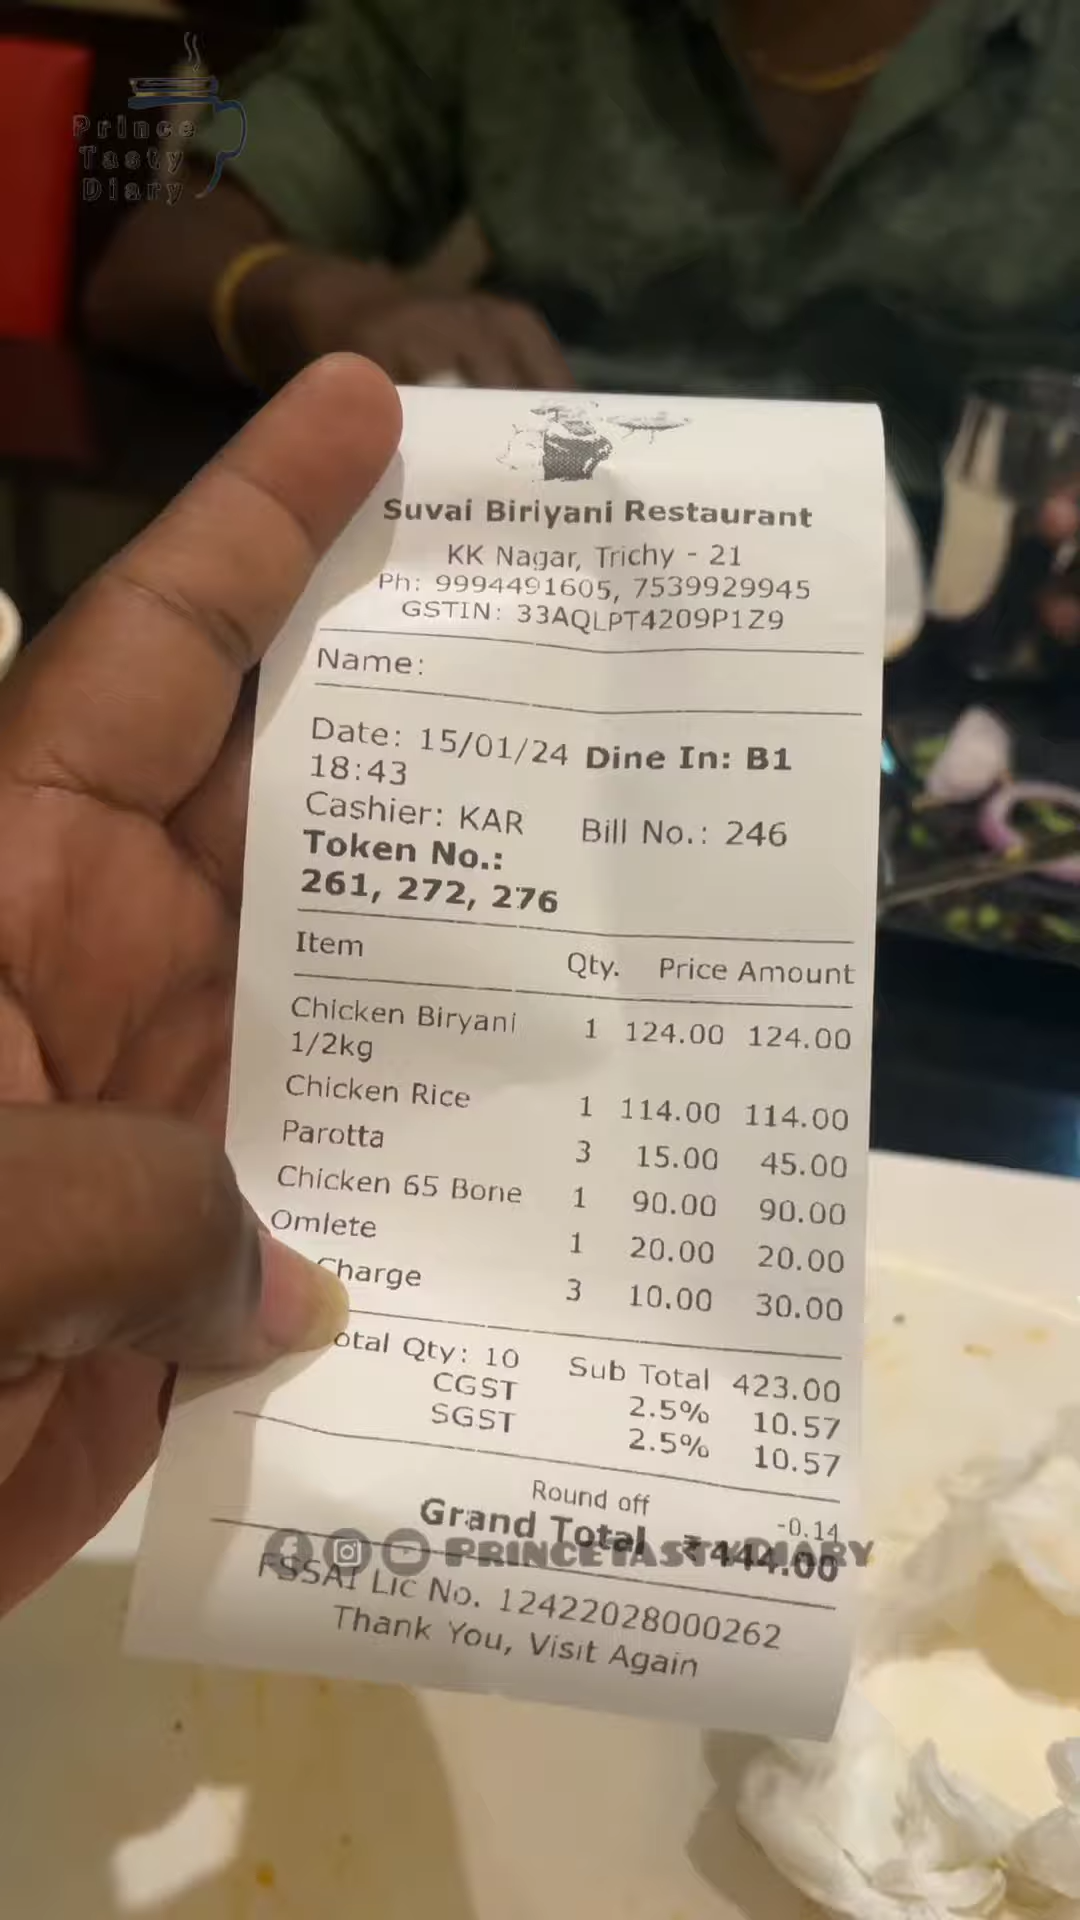 Prince
Tasty
Diary
Suvai Biriyani Restaurant
KK Nagar, Trichy - 21
Ph: 9994491605, 7539929945
GSTIN: 33AQLPT4209P1Z9
Name:
Date: 15/01/24 Dine In: B1
18:43
Cashier: KAR Bill No.: 246
Token No.:
261, 272, 276
Item Qty. Price Amount
Chicken Biryani 1 124.00 124.00
1/2kg
Chicken Rice 1 114.00 114.00
Parotta 3 15.00 45.00
Chicken 65 Bone 1 90.00 90.00
Omlete 1 20.00 20.00
Charge 3 10.00 30.00
otal Qty: 10 Sub Total 423.00
CGST 2.5% 10.57
SGST 2.5% 10.57
Round off -0.14
Grand Total ₹444.00
PRINCETASTYDIARY
FSSAI Lic No. 12422028000262
Thank You, Visit Again